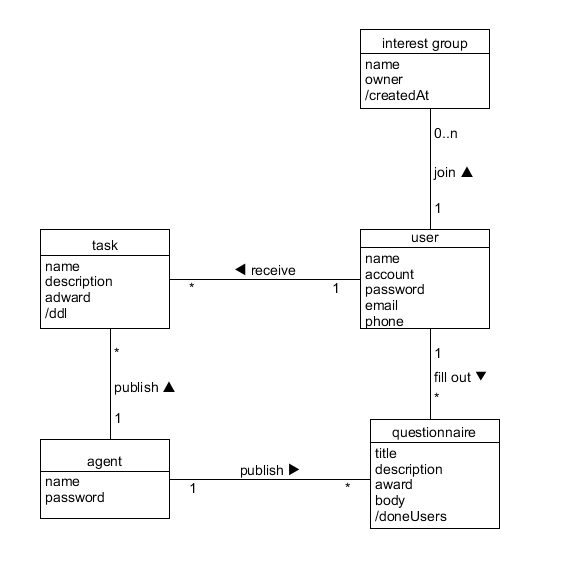 interest group
name
owner
/createdAt
0..n
join ▲
1
task
name
description
adward
/ddl
◀ receive
*
1
user
name
account
password
email
phone
*
publish ▲
1
1
fill out ▼
*
agent
name
password
publish ▶
1
*
questionnaire
title
description
award
body
/doneUsers